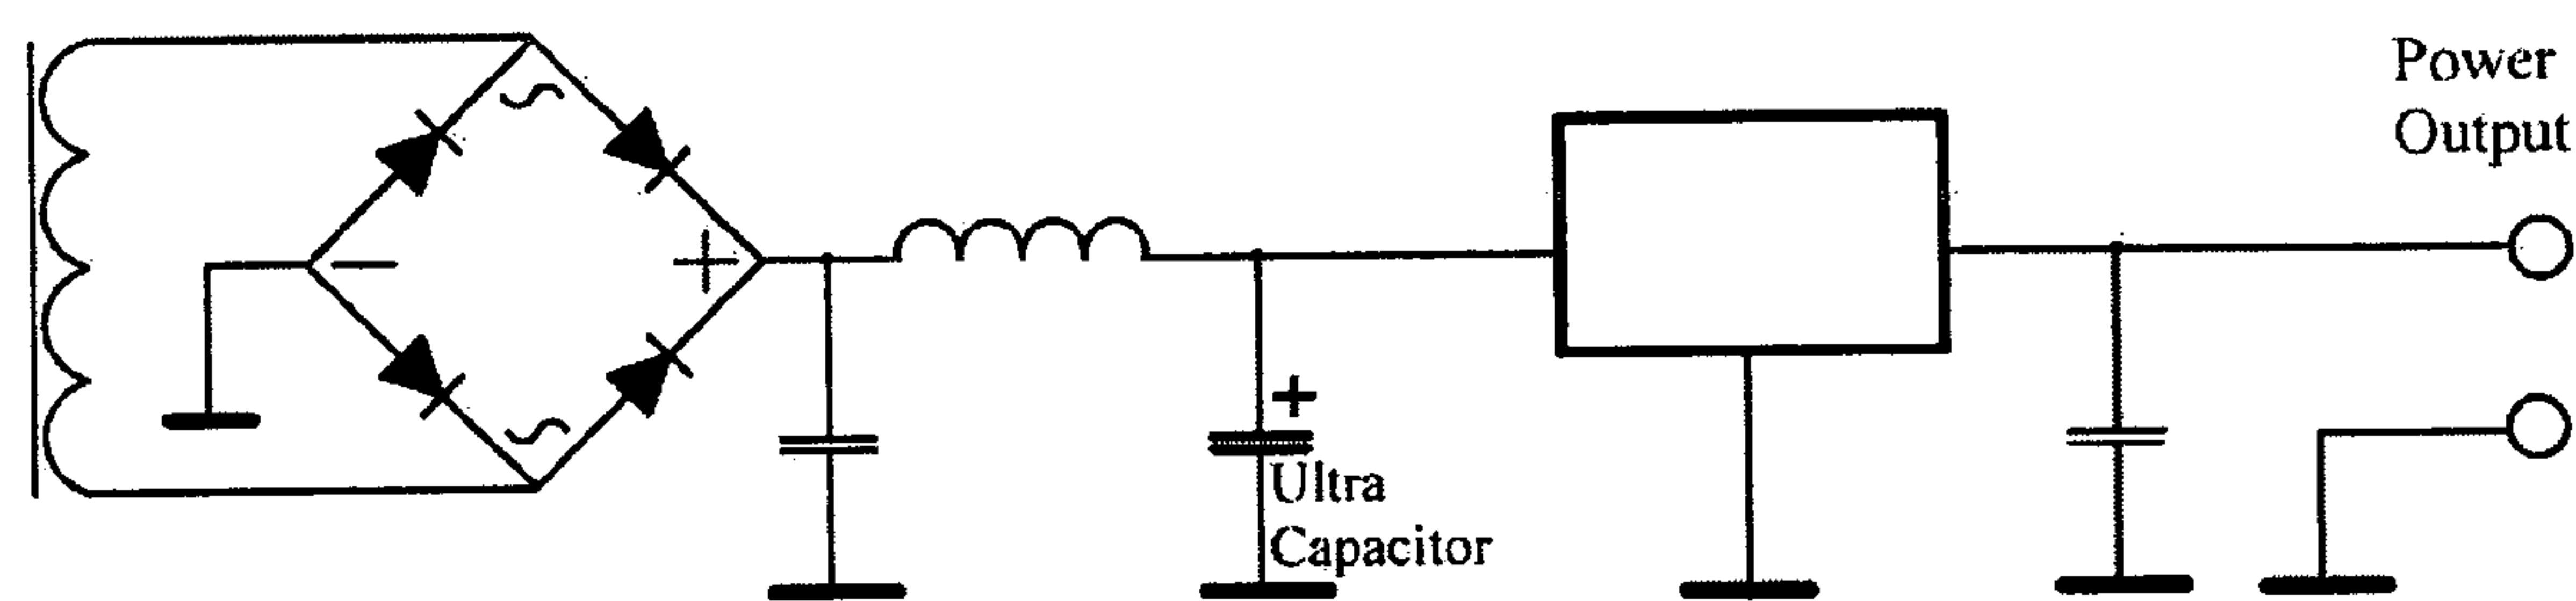 Power
Output
+
−
+
Ultra
Capacitor